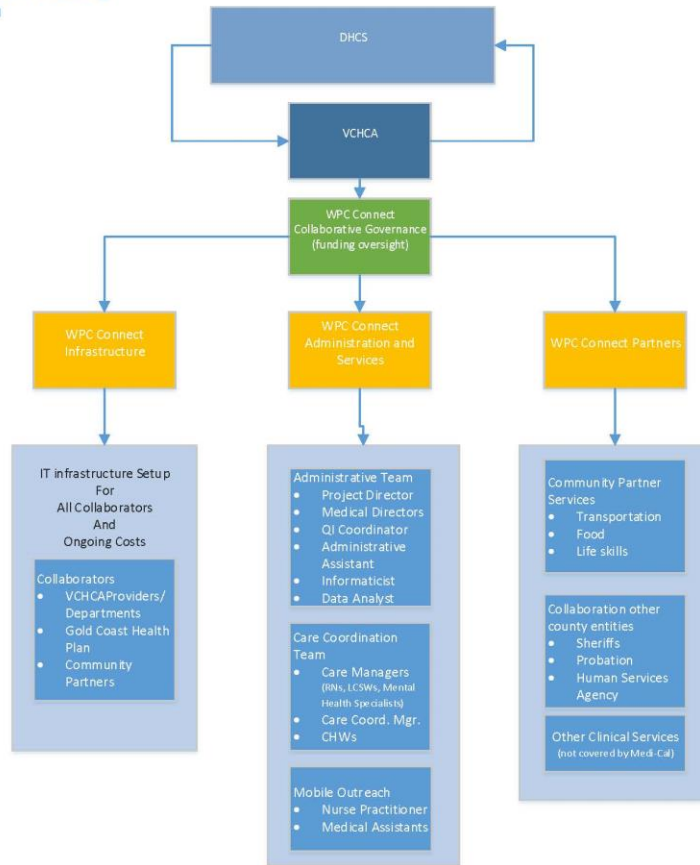 DHCS
VCHCA
WPC Connect
Collaborative Governance
(funding oversight)
WPC Connect
Infrastructure
WPC Connect
Administration and
Services
WPC Connect Partners
IT infrastructure Setup
For
All Collaborators
And
Ongoing Costs
Collaborators
• VCHCAProviders/
Departments
• Gold Coast Health
Plan
• Community
Partners
Administrative Team
• Project Director
• Medical Directors
• QI Coordinator
• Administrative
Assistant
• Informaticist
• Data Analyst
Care Coordination
Team
• Care Managers
(RNs, LCSWs, Mental
Health Specialists)
• Care Coord. Mgr.
• CHWs
Mobile Outreach
• Nurse Practitioner
• Medical Assistants
Community Partner
Services
• Transportation
• Food
• Life skills
Collaboration other
county entities
• Sheriffs
• Probation
• Human Services
Agency
Other Clinical Services
(not covered by Medi-Cal)